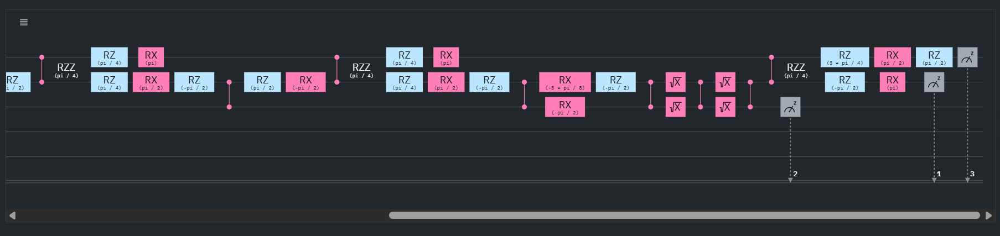 RZ RX RZ RX RZ RX RZ z
(pi / 4) (pi) (pi / 4) (pi) (3 * pi / 4) (pi / 2) (pi / 2)
RZZ RZZ RZZ
(pi / 4) (pi / 4) (pi / 4)
RZ RZ RX RZ RZ RX RZ RX RZ RX RZ √X √X RZ RX z
i / 2) (pi / 4) (pi / 2) (-pi / 2) (pi / 2) (-pi / 2) (pi / 4) (pi / 2) (-pi / 2) (-3 * pi / 8) (-pi / 2) (-pi / 2) (pi)
RX √X √X z
(-pi / 2)
2 1 3